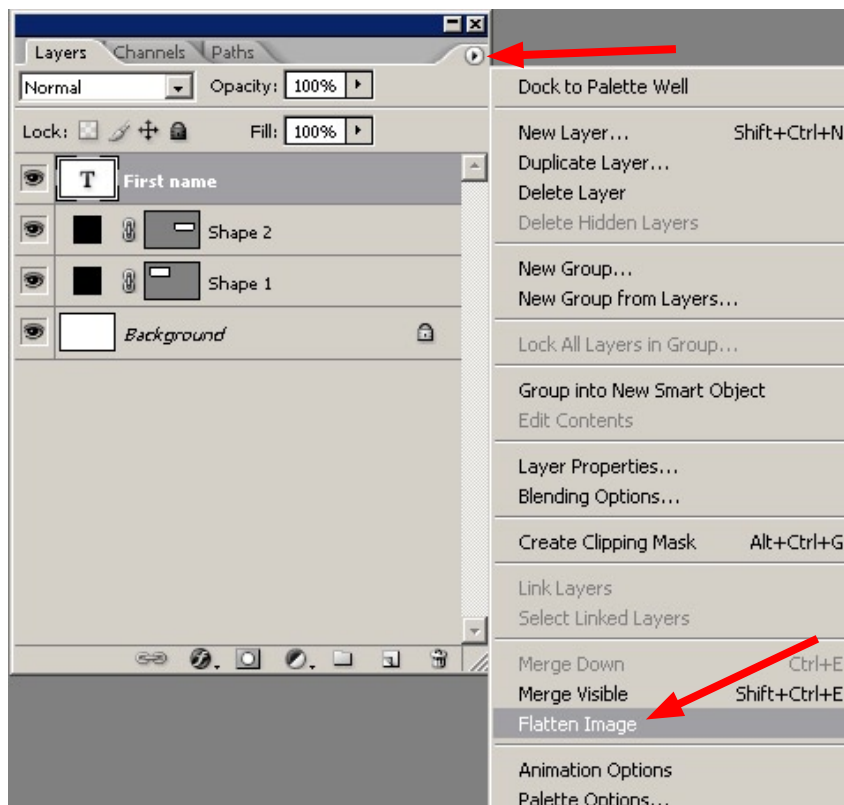 Layers Channels Paths
Normal Opacity: 100%
Lock: Fill: 100%
T First name
Shape 2
Shape 1
Background
Dock to Palette Well
New Layer... Shift+Ctrl+N
Duplicate Layer...
Delete Layer
Delete Hidden Layers
New Group...
New Group from Layers...
Lock All Layers in Group...
Group into New Smart Object
Edit Contents
Layer Properties...
Blending Options...
Create Clipping Mask Alt+Ctrl+G
Link Layers
Select Linked Layers
Merge Down Ctrl+E
Merge Visible Shift+Ctrl+E
Flatten Image
Animation Options
Palette Options...